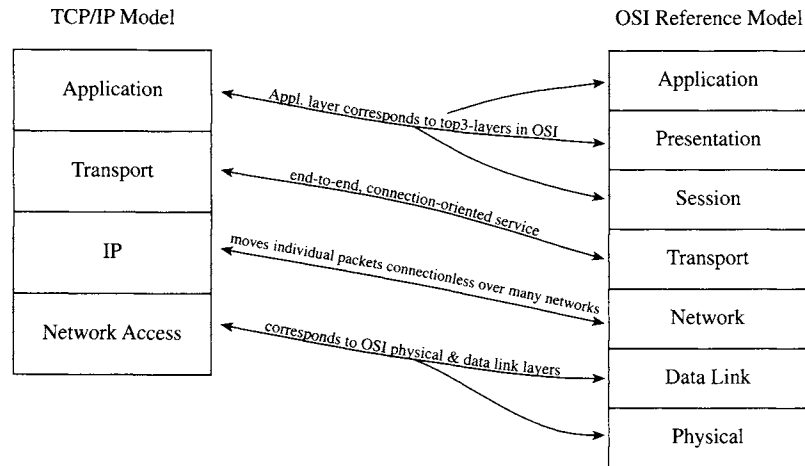 TCP/IP Model
Application
Transport
IP
Network Access
Appl. layer corresponds to top3-layers in OSI
end-to-end, connection-oriented service
moves individual packets connectionless over many networks
corresponds to OSI physical & data link layers
OSI Reference Model
Application
Presentation
Session
Transport
Network
Data Link
Physical